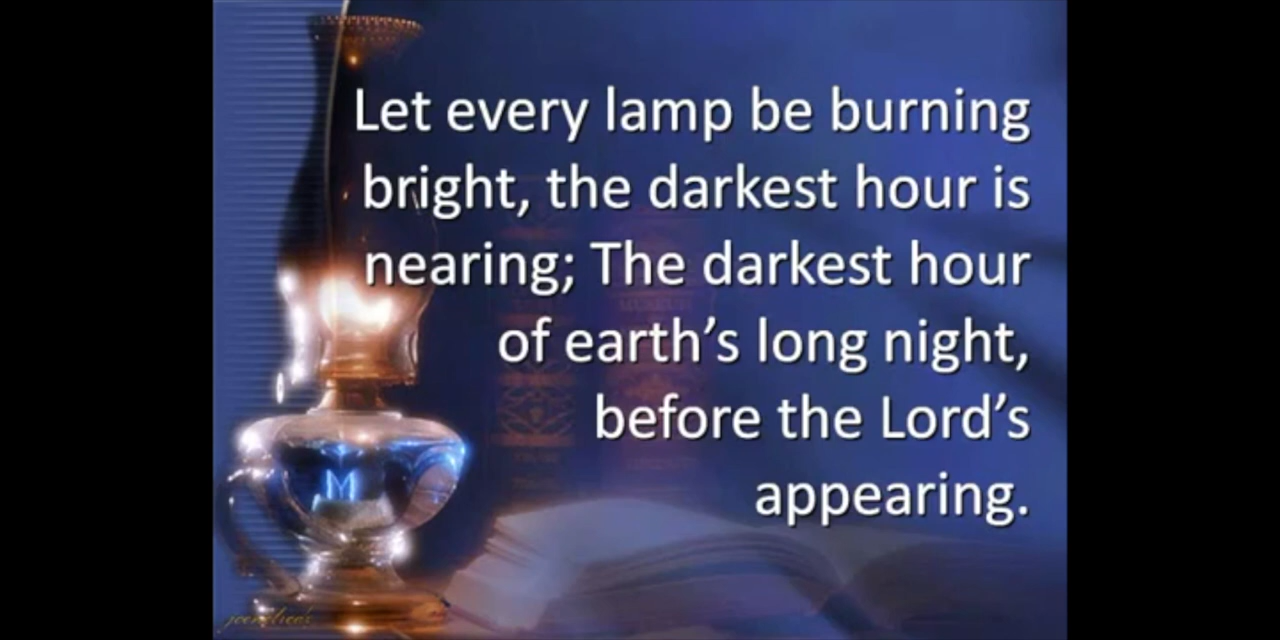 Let every lamp be burning
bright, the darkest hour is
nearing; The darkest hour
of earth’s long night,
before the Lord’s
appearing.